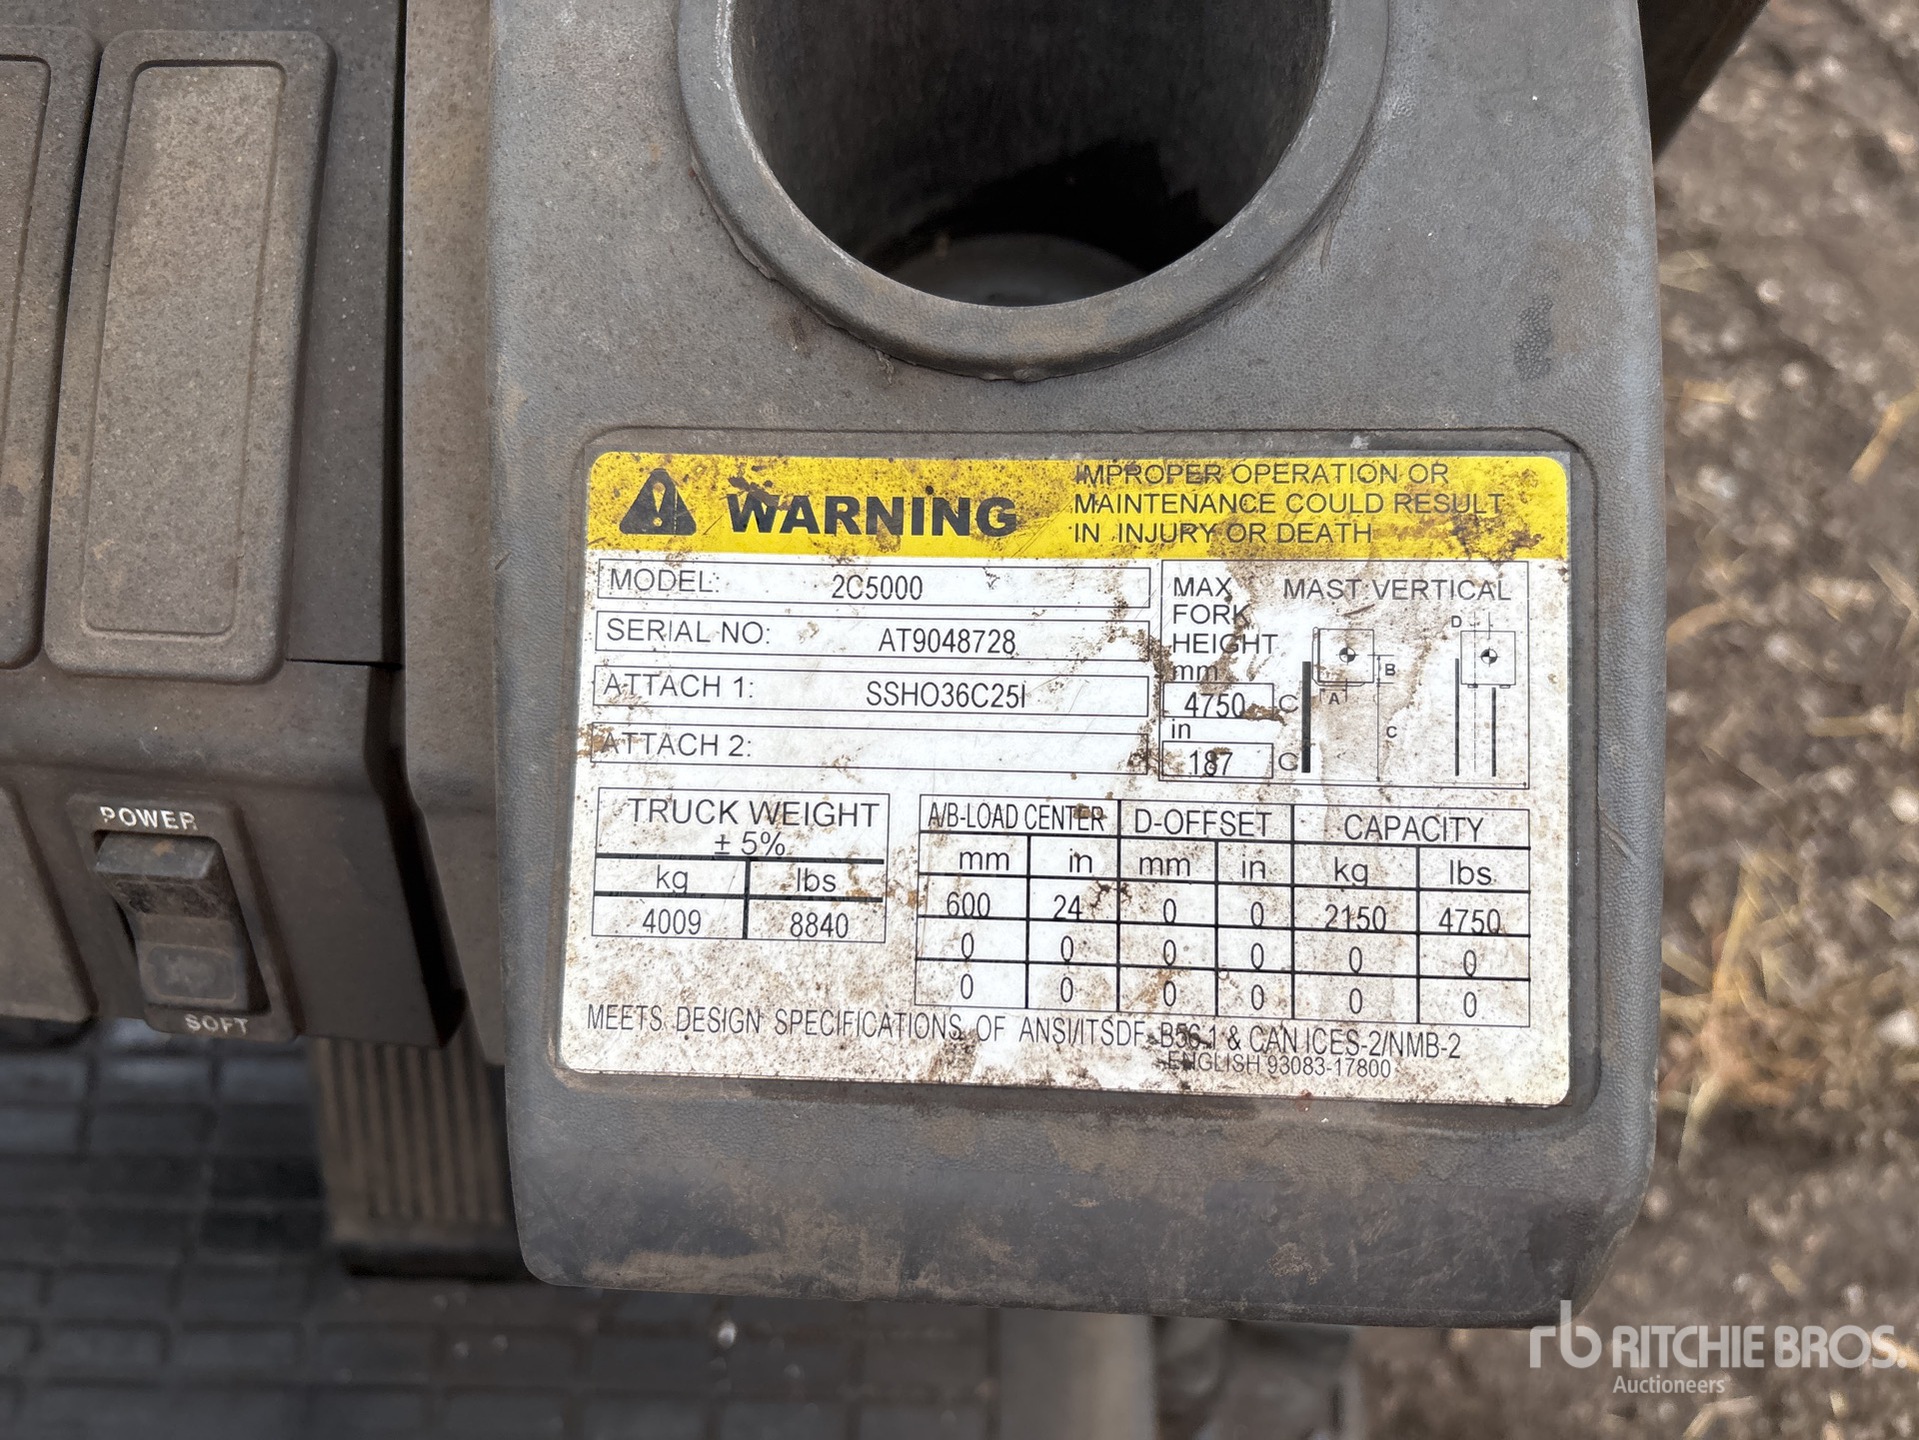 WARNING
IMPROPER OPERATION OR
MAINTENANCE COULD RESULT
IN INJURY OR DEATH
MODEL: 2C5000
SERIAL NO: AT9048728
ATTACH 1: SSHO36C25I
ATTACH 2:
MAX
FORK
HEIGHT
mm
4750 C
in
187 C
MAST VERTICAL
D
B
A
C
TRUCK WEIGHT
± 5%
kg lbs
4009 8840
A/B-LOAD CENTER D-OFFSET CAPACITY
mm in mm in kg lbs
600 24 0 0 2150 4750
0 0 0 0 0 0
0 0 0 0 0 0
MEETS DESIGN SPECIFICATIONS OF ANSI/ITSDF B56.1 & CAN ICES-2/NMB-2
ENGLISH 93083-17800
POWER
SOFT
rb RITCHIE BROS.
Auctioneers